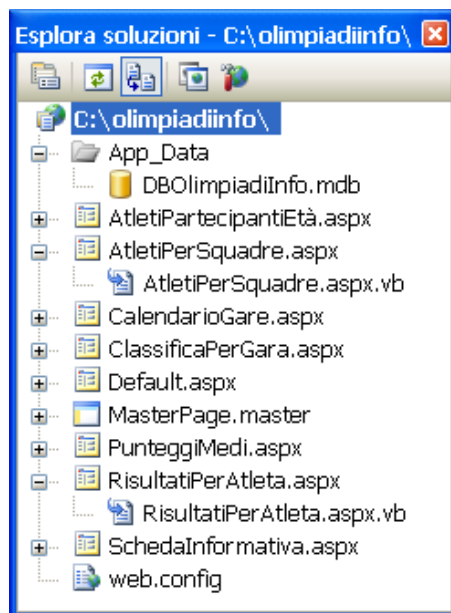 Esplora soluzioni - C:\olimpiadiinfo\
C:\olimpiadiinfo\
App_Data
DBOlimpiadiInfo.mdb
AtletiPartecipantiEtà.aspx
AtletiPerSquadre.aspx
AtletiPerSquadre.aspx.vb
CalendarioGare.aspx
ClassificaPerGara.aspx
Default.aspx
MasterPage.master
PunteggiMedi.aspx
RisultatiPerAtleta.aspx
RisultatiPerAtleta.aspx.vb
SchedaInformativa.aspx
web.config